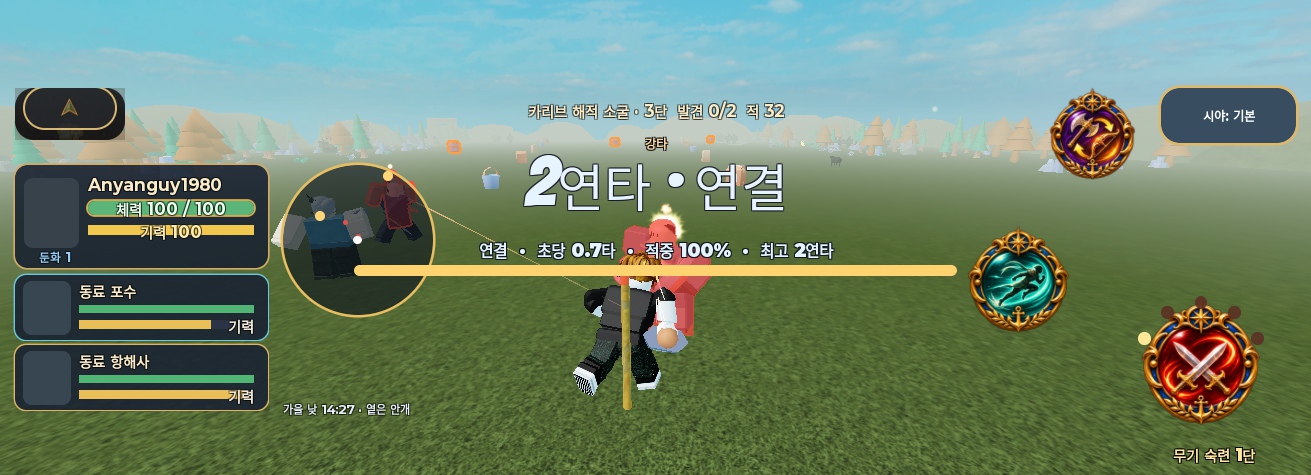 카리브 해적 소굴 · 3단 발견 0/2 적 32
시야: 기본
강타
2연타 • 연결
연결 • 초당 0.7타 • 적중 100% • 최고 2연타
Anyanguy1980
체력 100 / 100
기력 100
둔화 1
동료 포수
기력
동료 항해사
기력
가을 낮 14:27 · 옅은 안개
무기 숙련 1단